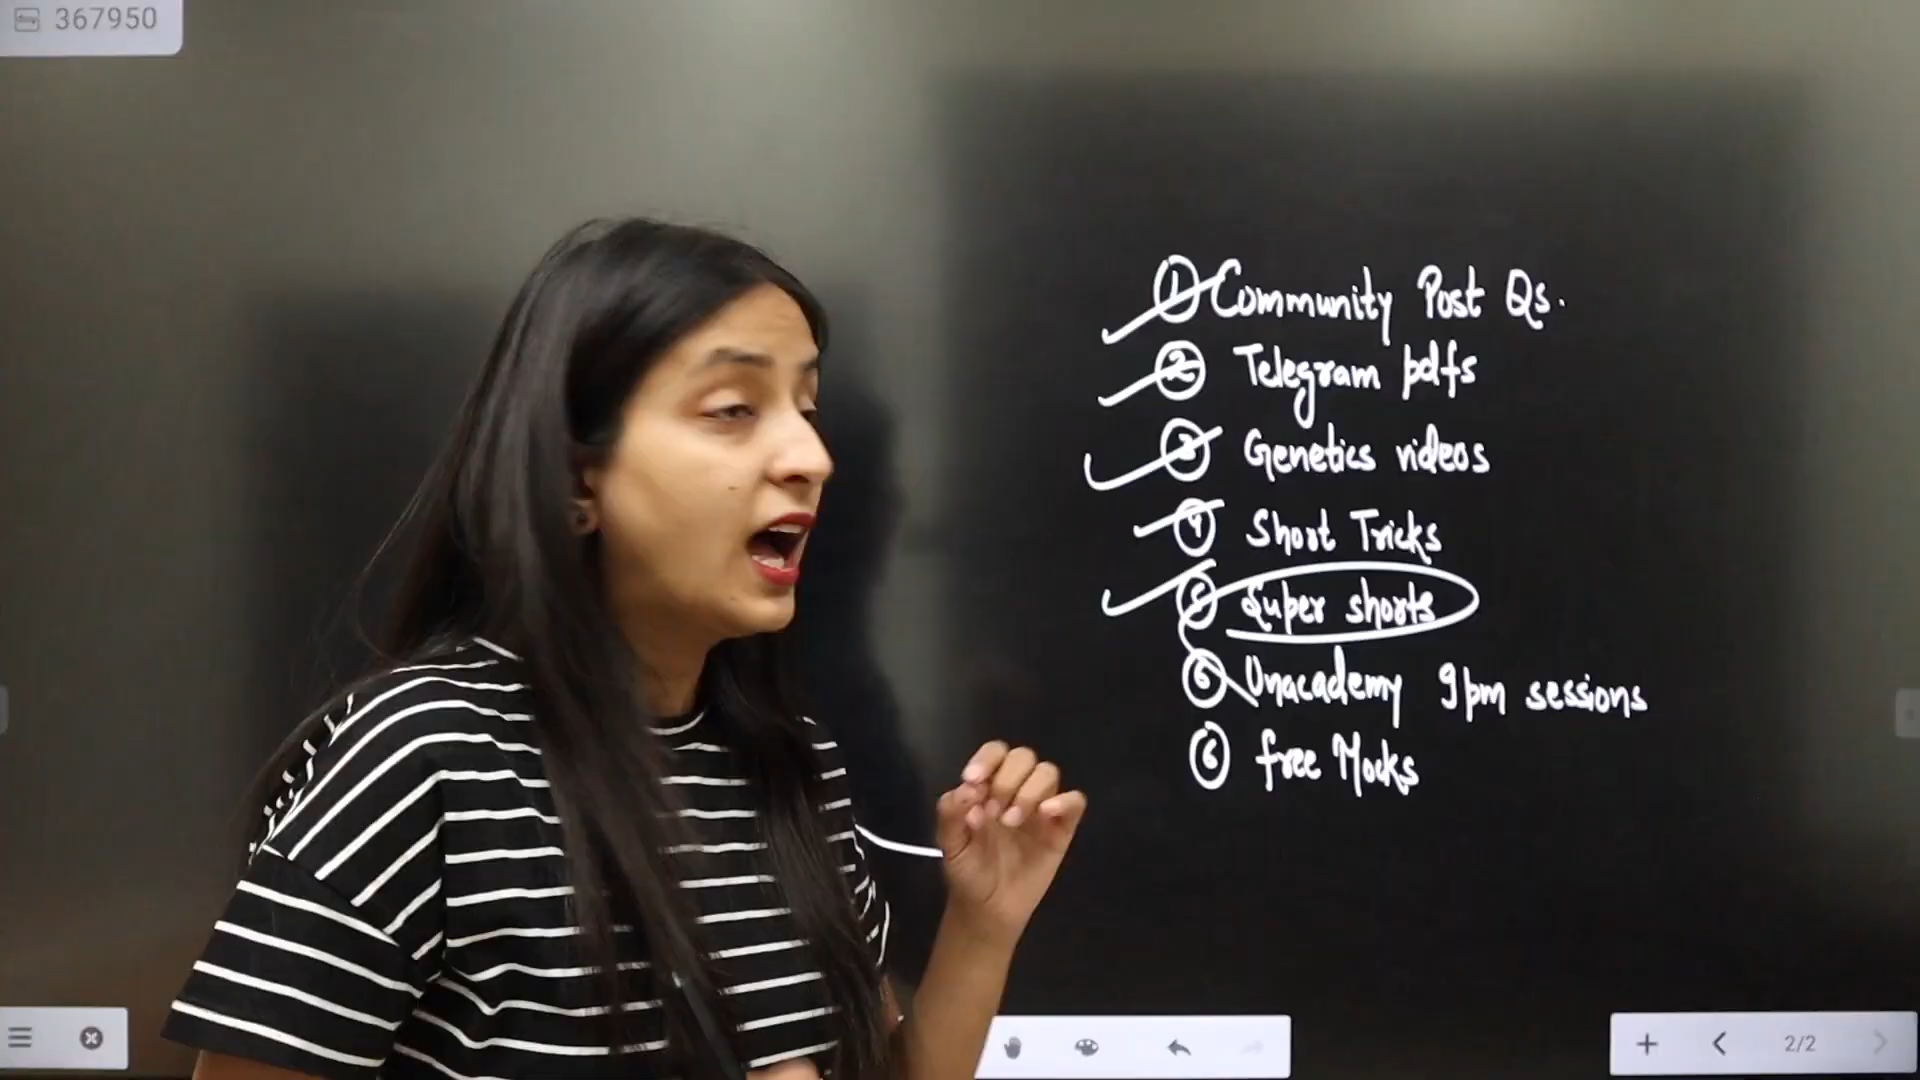 367950
① Community Post Qs.
② Telegram pdfs
③ Genetics videos
④ Short Tricks
⑤ Super shorts
⑥ Unacademy 9pm sessions
⑥ free Mocks
2/2